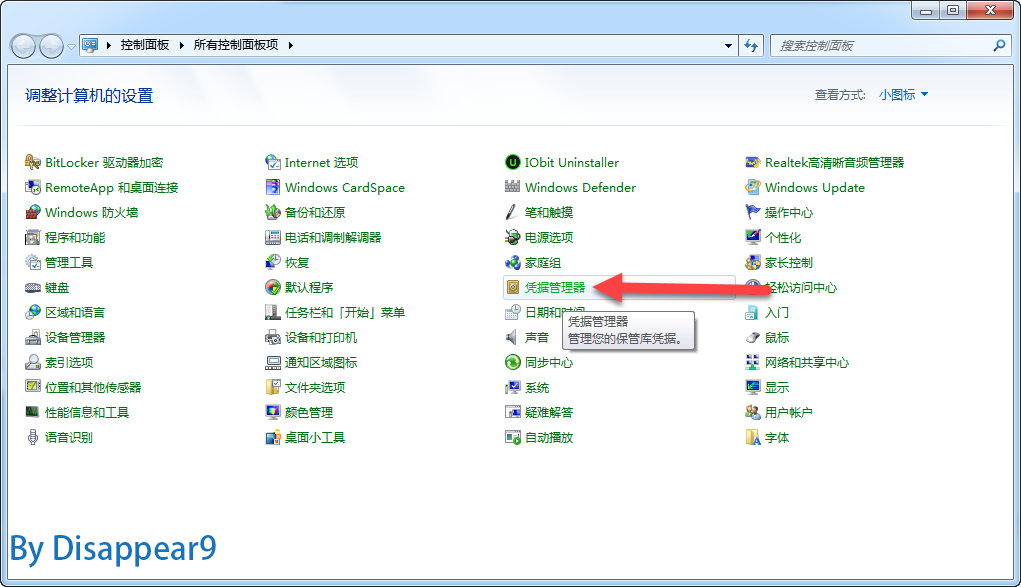 控制面板 所有控制面板项
搜索控制面板
调整计算机的设置
查看方式: 小图标
BitLocker 驱动器加密
Internet 选项
IObit Uninstaller
Realtek高清晰音频管理器
RemoteApp 和桌面连接
Windows CardSpace
Windows Defender
Windows Update
Windows 防火墙
备份和还原
笔和触摸
操作中心
程序和功能
电话和调制解调器
电源选项
个性化
管理工具
恢复
家庭组
家长控制
键盘
默认程序
凭据管理器
轻松访问中心
区域和语言
任务栏和「开始」菜单
日期和时间
入门
凭据管理器
管理您的保管库凭据。
设备管理器
设备和打印机
声音
鼠标
索引选项
通知区域图标
同步中心
网络和共享中心
位置和其他传感器
文件夹选项
系统
显示
性能信息和工具
颜色管理
疑难解答
用户帐户
语音识别
桌面小工具
自动播放
字体
By Disappear9